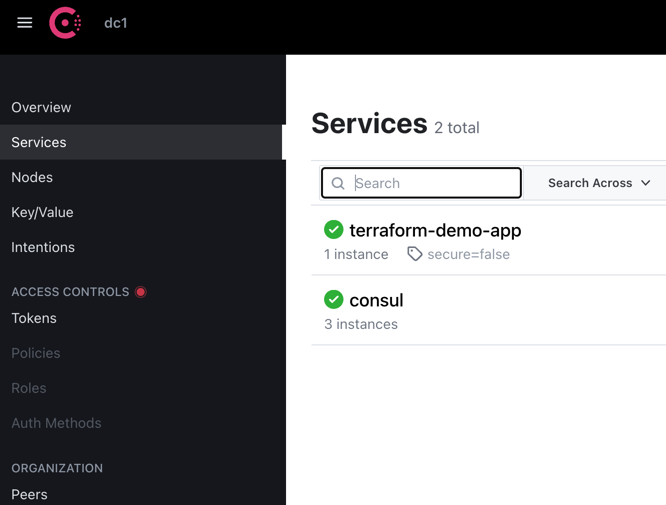 dc1
Overview
Services
Nodes
Key/Value
Intentions
ACCESS CONTROLS
Tokens
Policies
Roles
Auth Methods
ORGANIZATION
Peers
Services 2 total
Search Search Across
terraform-demo-app
1 instance secure=false
consul
3 instances